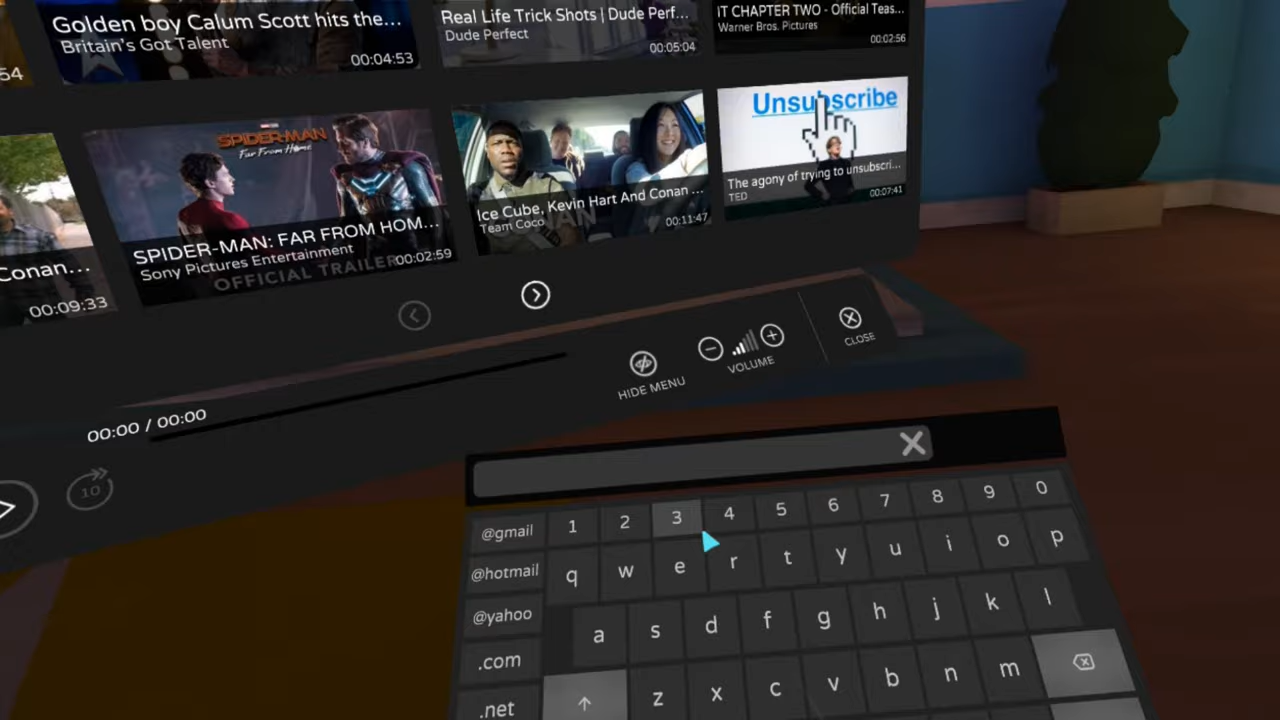 Golden boy Calum Scott hits the...
Britain's Got Talent
00:04:53
Real Life Trick Shots | Dude Perf...
Dude Perfect
00:05:04
IT CHAPTER TWO - Official Teas...
Warner Bros. Pictures
00:02:56
54
Conan...
00:09:33
SPIDER-MAN
Far From Home
SPIDER-MAN: FAR FROM HOM...
Sony Pictures Entertainment
OFFICIAL TRAILER
00:02:59
Ice Cube, Kevin Hart And Conan ...
Team Coco
00:11:47
Unsubscribe
The agony of trying to unsubscri...
TED
00:07:41
HIDE MENU
VOLUME
CLOSE
00:00 / 00:00
10
@gmail 1 2 3 4 5 6 7 8 9 0
@hotmail q w e r t y u i o p
@yahoo a s d f g h j k l
.com z x c v b n m
.net